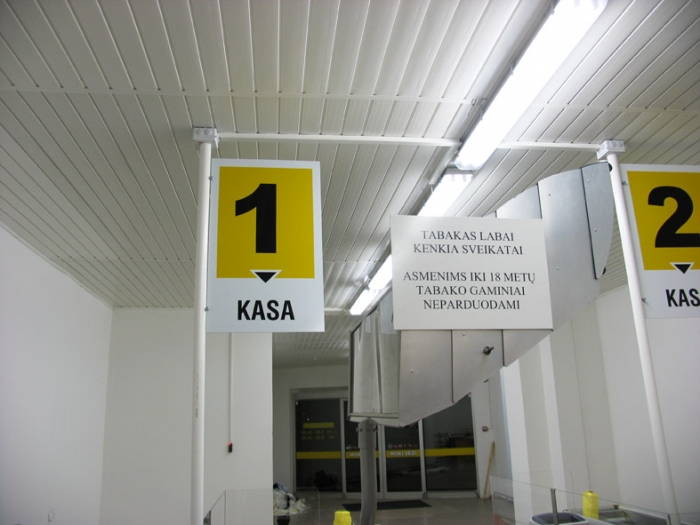 1
KASA
TABAKAS LABAI
KENKIA SVEIKATAI
ASMENIMS IKI 18 METŲ
TABAKO GAMINIAI
NEPARDUODAMI
2
KAS